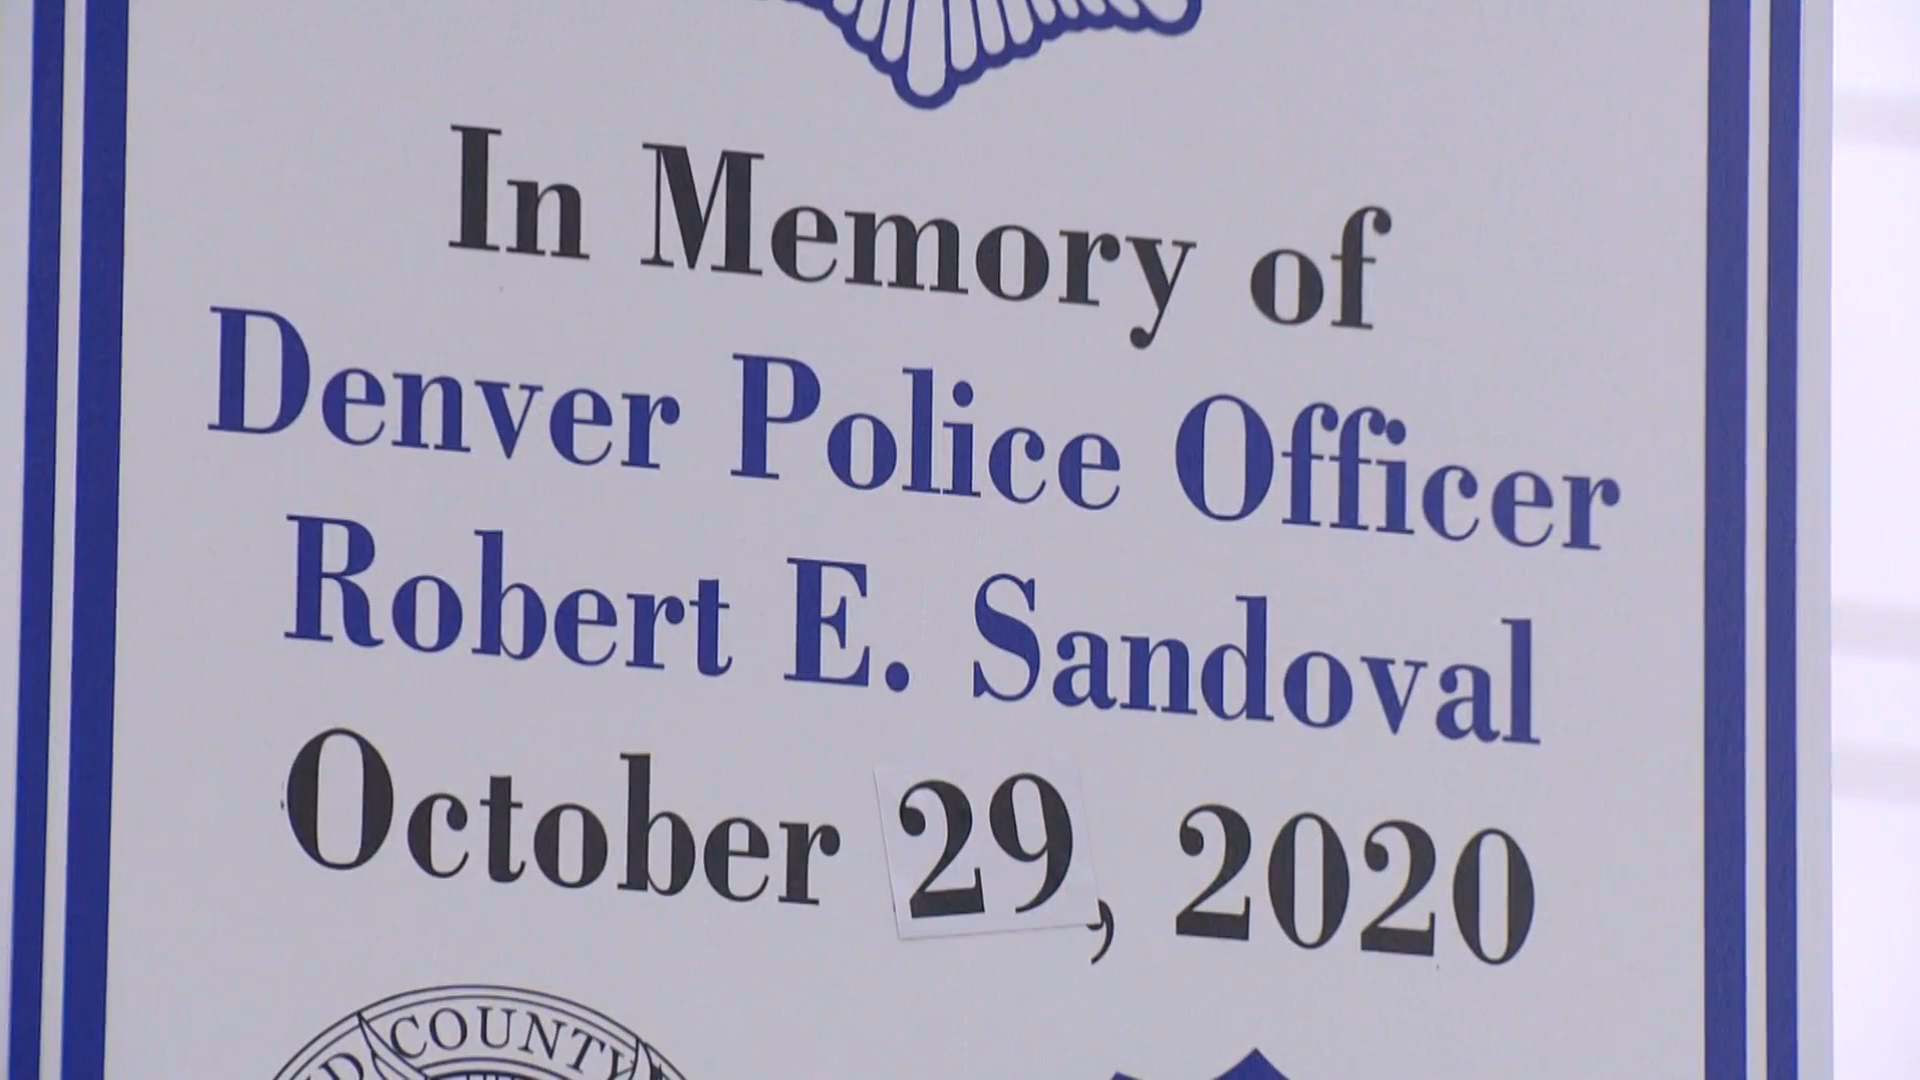 In Memory of
Denver Police Officer
Robert E. Sandoval
October 29, 2020
COUNTY